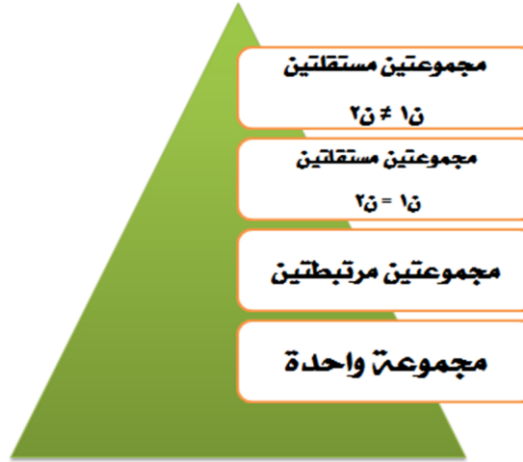 مجموعتين مستقلتين
ن١ ≠ ن٢
مجموعتين مستقلتين
ن١ = ن٢
مجموعتين مرتبطتين
مجموعة واحدة